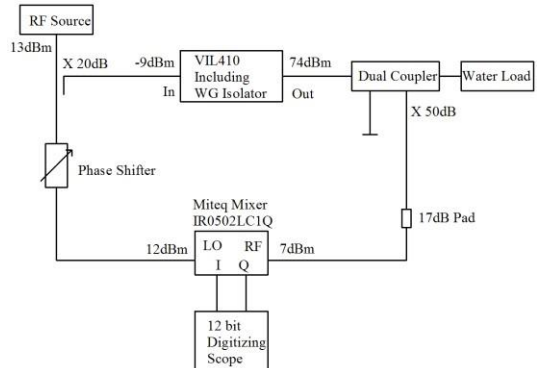 RF Source
13dBm
X 20dB
-9dBm
In
VIL410
Including
WG Isolator
74dBm
Out
Dual Coupler
Water Load
X 50dB
Phase Shifter
17dB Pad
Miteq Mixer
IR0502LC1Q
12dBm
LO RF
I Q
7dBm
12 bit
Digitizing
Scope